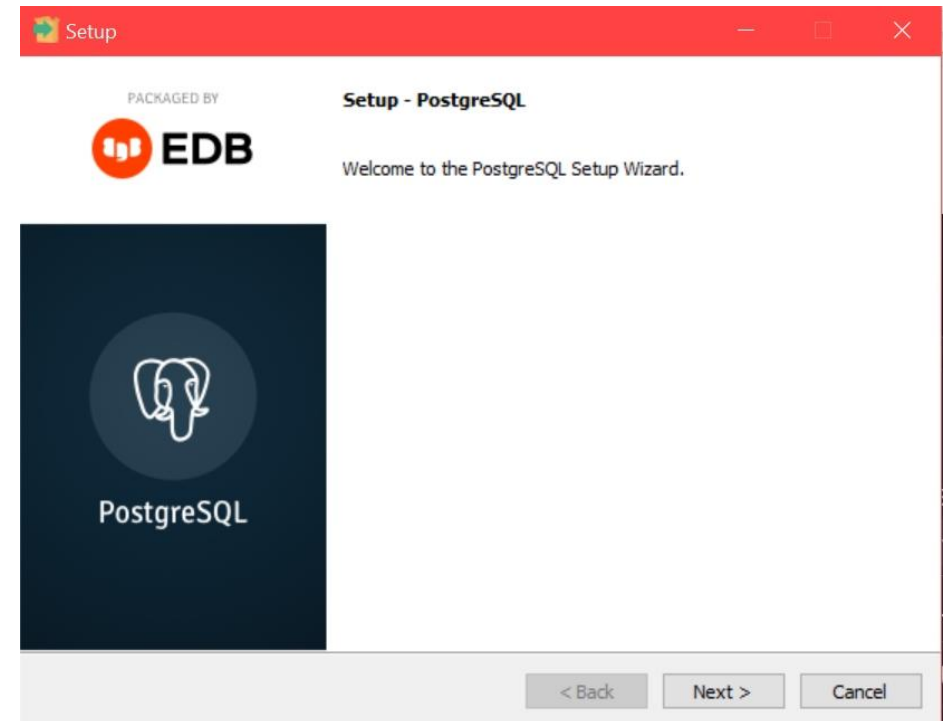 Setup
PACKAGED BY
EDB
Setup - PostgreSQL
Welcome to the PostgreSQL Setup Wizard.
PostgreSQL
< Back
Next >
Cancel